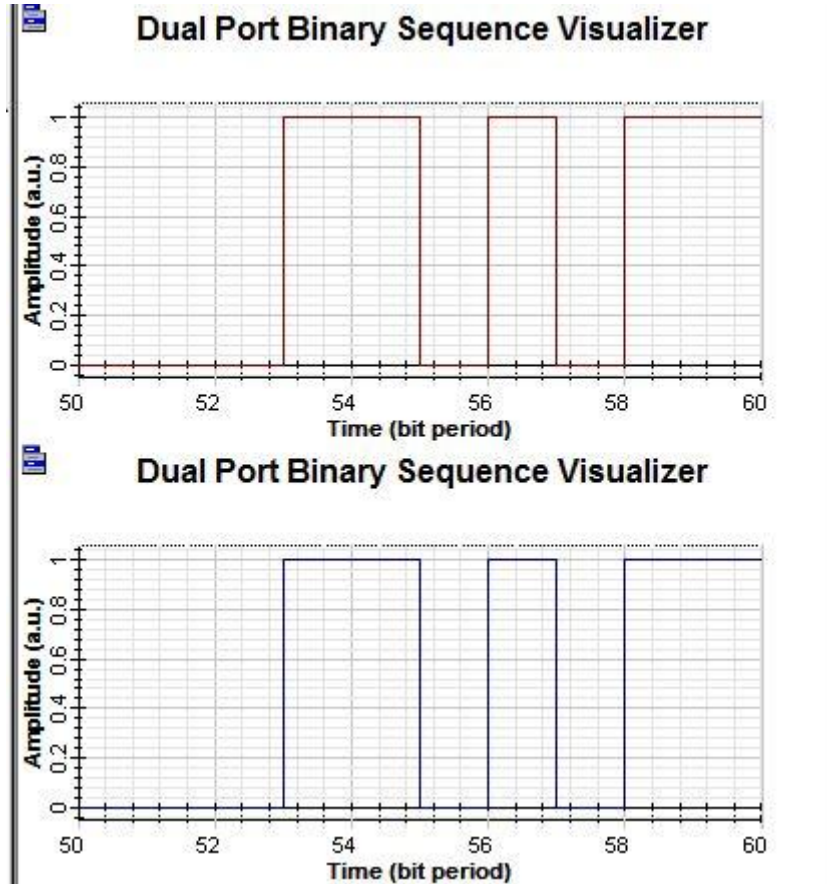 Dual Port Binary Sequence Visualizer
Amplitude (a.u.)
1
0.8
0.6
0.4
0.2
0
50 52 54 56 58 60
Time (bit period)
Dual Port Binary Sequence Visualizer
Amplitude (a.u.)
1
0.8
0.6
0.4
0.2
0
50 52 54 56 58 60
Time (bit period)